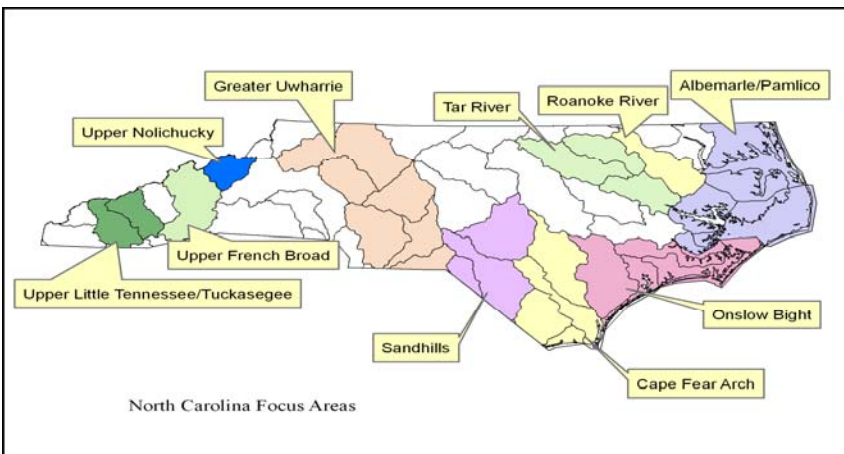 Greater Uwharrie
Albemarle/Pamlico
Tar River
Roanoke River
Upper Nolichucky
Upper French Broad
Upper Little Tennessee/Tuckasegee
Onslow Bight
Sandhills
Cape Fear Arch
North Carolina Focus Areas